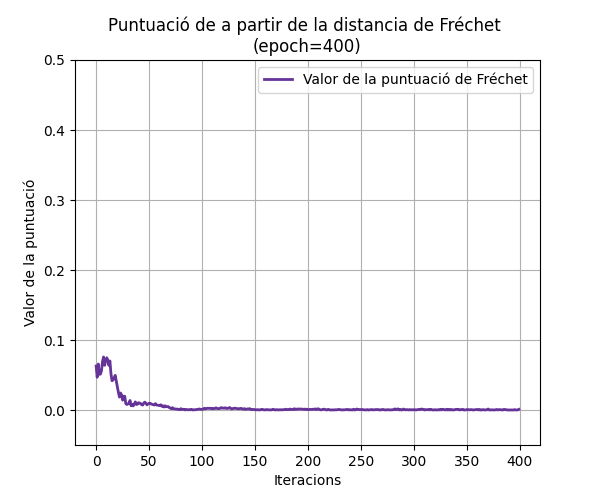 Puntuació de a partir de la distancia de Fréchet
(epoch=400)
Valor de la puntuació de Fréchet
Valor de la puntuació
0.5
0.4
0.3
0.2
0.1
0.0
0 50 100 150 200 250 300 350 400
Iteracions